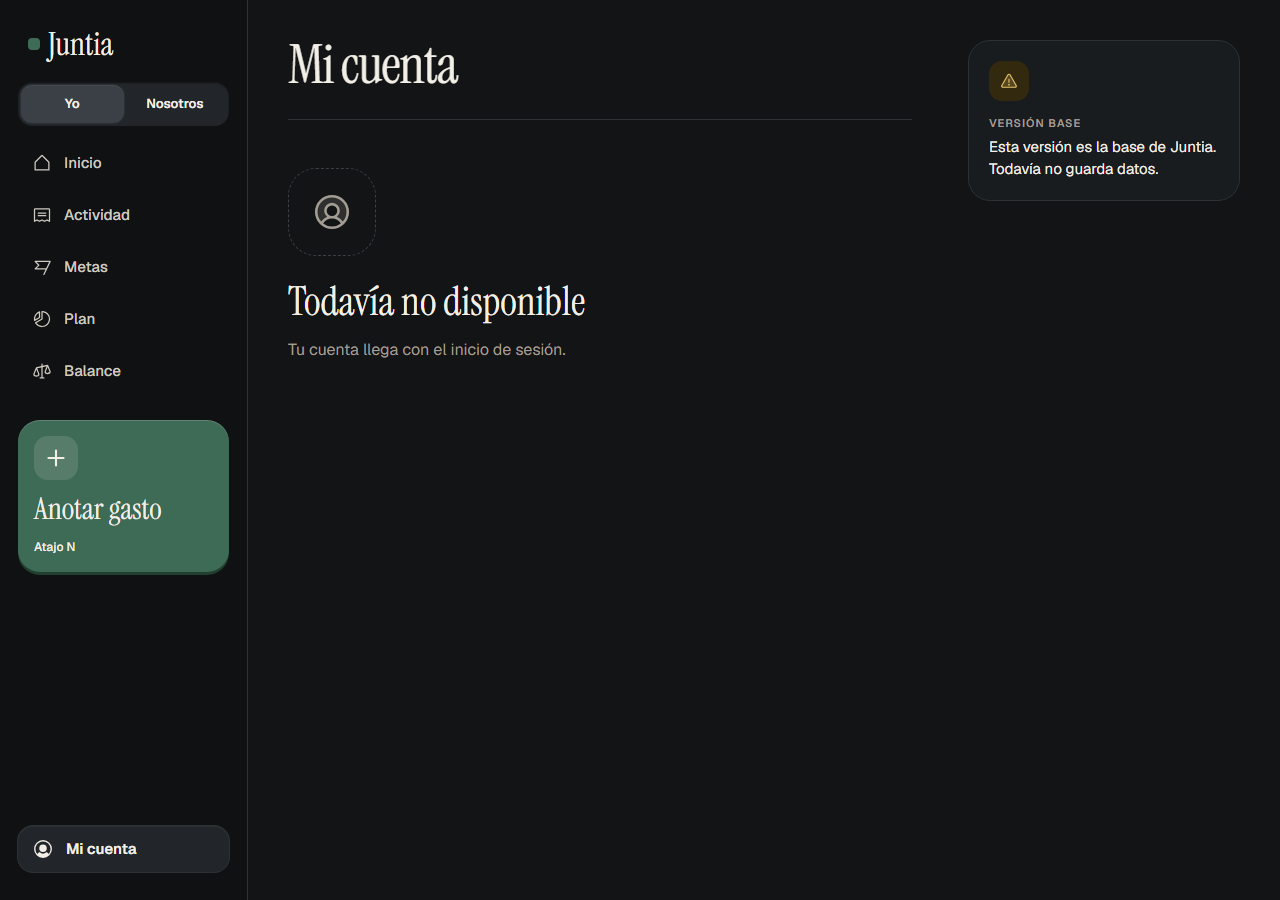 Juntia
Yo
Nosotros
Inicio
Actividad
Metas
Plan
Balance
Anotar gasto
Atajo N
Mi cuenta
Mi cuenta
Todavía no disponible
Tu cuenta llega con el inicio de sesión.
VERSIÓN BASE
Esta versión es la base de Juntia.
Todavía no guarda datos.